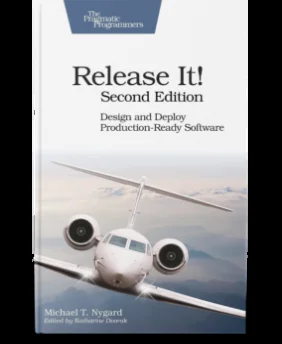 The
Pragmatic
Programmers
Release It!
Second Edition
Design and Deploy
Production-Ready Software
Michael T. Nygard
Edited by Katharine Dvorak